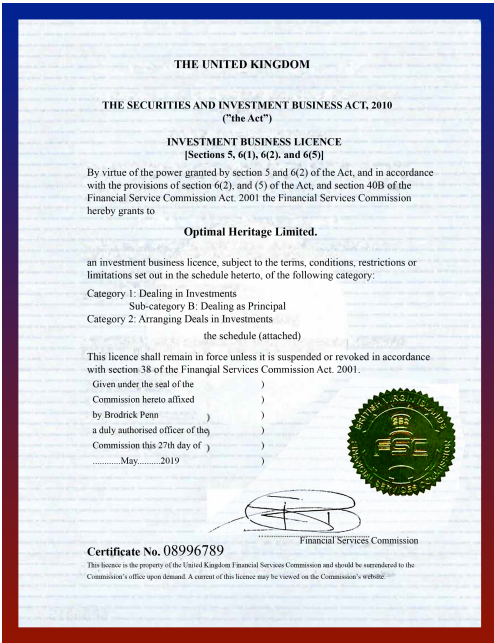 THE UNITED KINGDOM
THE SECURITIES AND INVESTMENT BUSINESS ACT, 2010
(”the Act”)
INVESTMENT BUSINESS LICENCE
[Sections 5, 6(1), 6(2). and 6(5)]
By virtue of the power granted by section 5 and 6(2) of the Act, and in accordance
with the provisions of section 6(2), and (5) of the Act, and section 40B of the
Financial Service Commission Act. 2001 the Financial Services Commission
hereby grants to
Optimal Heritage Limited.
an investment business licence, subject to the terms, conditions, restrictions or
limitations set out in the schedule heterto, of the following category:
Category 1: Dealing in Investments
Sub-category B: Dealing as Principal
Category 2: Arranging Deals in Investments
the schedule (attached)
This licence shall remain in force unless it is suspended or revoked in accordance
with section 38 of the Finanqial Services Commission Act. 2001.
Given under the seal of the )
Commission hereto affixed )
by Brodrick Penn ) )
a duly authorised officer of the) )
Commission this 27th day of ) )
............May..........2019 )
FSC
Financial Services Commission
Certificate No. 08996789
This licence is the property of the United Kingdom Financial Services Commission and should be surrendered to the
Commission’s office upon demand. A current of this licence may be viewed on the Commission’s website.